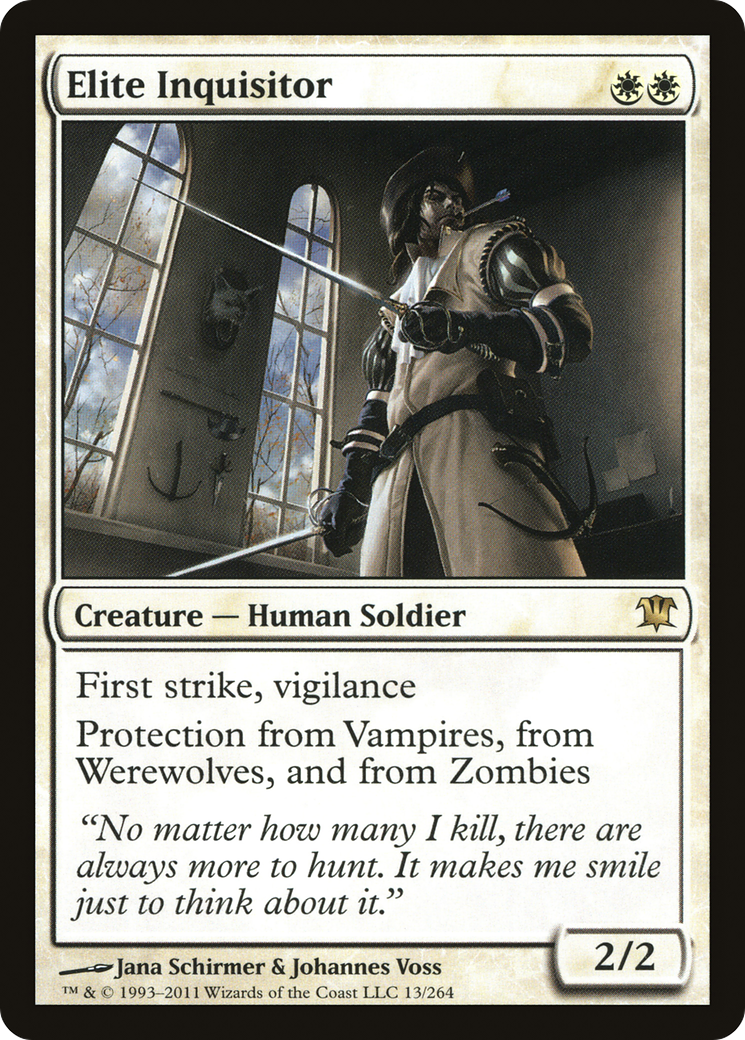 Elite Inquisitor
Creature — Human Soldier
First strike, vigilance
Protection from Vampires, from
Werewolves, and from Zombies
“No matter how many I kill, there are
always more to hunt. It makes me smile
just to think about it.”
2/2
Jana Schirmer & Johannes Voss
™ & © 1993–2011 Wizards of the Coast LLC 13/264